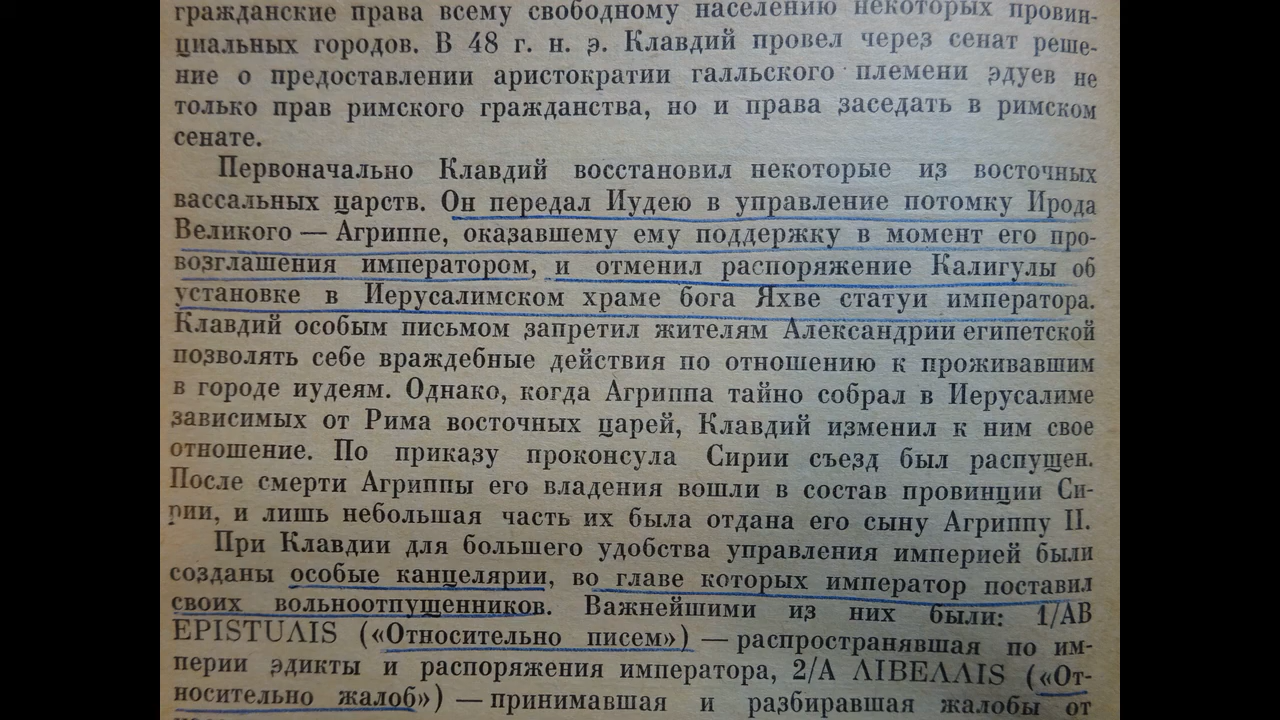 гражданские права всему свободному населению некоторых провин-
циальных городов. В 48 г. н. э. Клавдий провел через сенат реше-
ние о предоставлении аристократии галльского племени эдуев не
только прав римского гражданства, но и права заседать в римском
сенате.
Первоначально Клавдий восстановил некоторые из восточных
вассальных царств. Он передал Иудею в управление потомку Ирода
Великого — Агриппе, оказавшему ему поддержку в момент его про-
возглашения императором, и отменил распоряжение Калигулы об
установке в Иерусалимском храме бога Яхве статуи императора.
Клавдий особым письмом запретил жителям Александрии египетской
позволять себе враждебные действия по отношению к проживавшим
в городе иудеям. Однако, когда Агриппа тайно собрал в Иерусалиме
зависимых от Рима восточных царей, Клавдий изменил к ним свое
отношение. По приказу проконсула Сирии съезд был распущен.
После смерти Агриппы его владения вошли в состав провинции Си-
рии, и лишь небольшая часть их была отдана его сыну Агриппу II.
При Клавдии для большего удобства управления империей были
созданы особые канцелярии, во главе которых император поставил
своих вольноотпущенников. Важнейшими из них были: 1/AB
EPISTUΛIS («Относительно писем») — распространявшая по им-
перии эдикты и распоряжения императора, 2/A ΛIBEΛΛIS («От-
носительно жалоб») — принимавшая и разбиравшая жалобы от